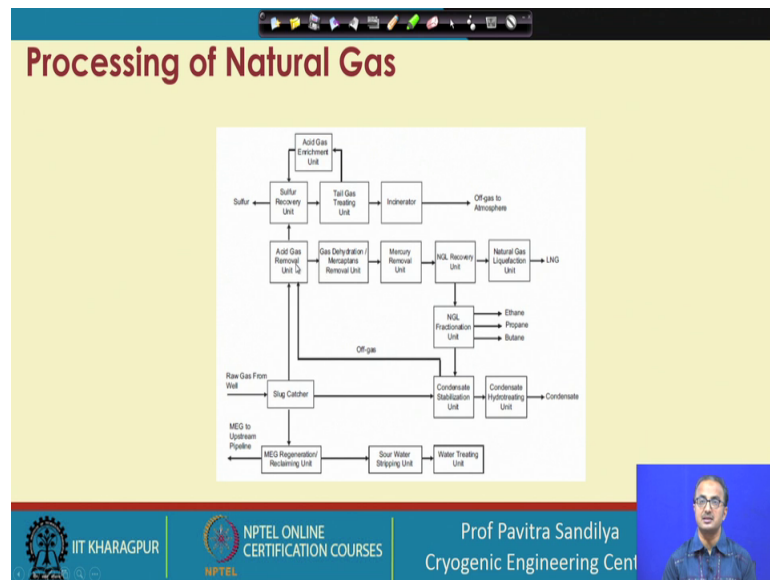 Processing of Natural Gas
Acid Gas
Enrichment
Unit
Sulfur
Sulfur
Recovery
Unit
Tail Gas
Treating
Unit
Incinerator
Off-gas to
Atmosphere
Acid Gas
Removal
Unit
Gas Dehydration /
Mercaptans
Removal Unit
Mercury
Removal
Unit
NGL Recovery
Unit
Natural Gas
Liquefaction
Unit
LNG
NGL
Fractionation
Unit
Ethane
Propane
Butane
Off-gas
Raw Gas From
Well
Slug Catcher
Condensate
Stabilization
Unit
Condensate
Hydrotreating
Unit
Condensate
MEG to
Upstream
Pipeline
MEG Regeneration/
Reclaiming Unit
Sour Water
Stripping Unit
Water Treating
Unit
IIT KHARAGPUR
NPTEL
NPTEL ONLINE
CERTIFICATION COURSES
Prof Pavitra Sandilya
Cryogenic Engineering Cent